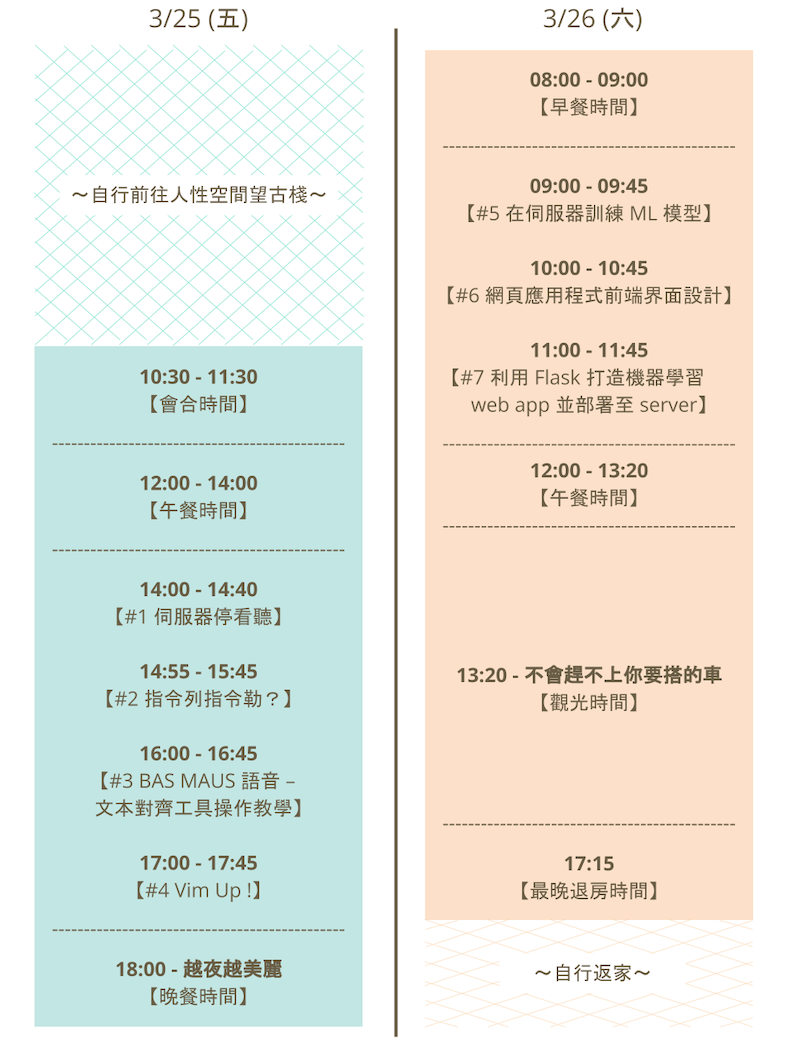 3/25 (五)
～自行前往人性空間望古棧～
10:30 - 11:30
【會合時間】
12:00 - 14:00
【午餐時間】
14:00 - 14:40
【#1 伺服器停看聽】
14:55 - 15:45
【#2 指令列指令勒？】
16:00 - 16:45
【#3 BAS MAUS 語音 –
文本對齊工具操作教學】
17:00 - 17:45
【#4 Vim Up !】
18:00 - 越夜越美麗
【晚餐時間】
3/26 (六)
08:00 - 09:00
【早餐時間】
09:00 - 09:45
【#5 在伺服器訓練 ML 模型】
10:00 - 10:45
【#6 網頁應用程式前端界面設計】
11:00 - 11:45
【#7 利用 Flask 打造機器學習
web app 並部署至 server】
12:00 - 13:20
【午餐時間】
13:20 - 不會趕不上你要搭的車
【觀光時間】
17:15
【最晚退房時間】
～自行返家～